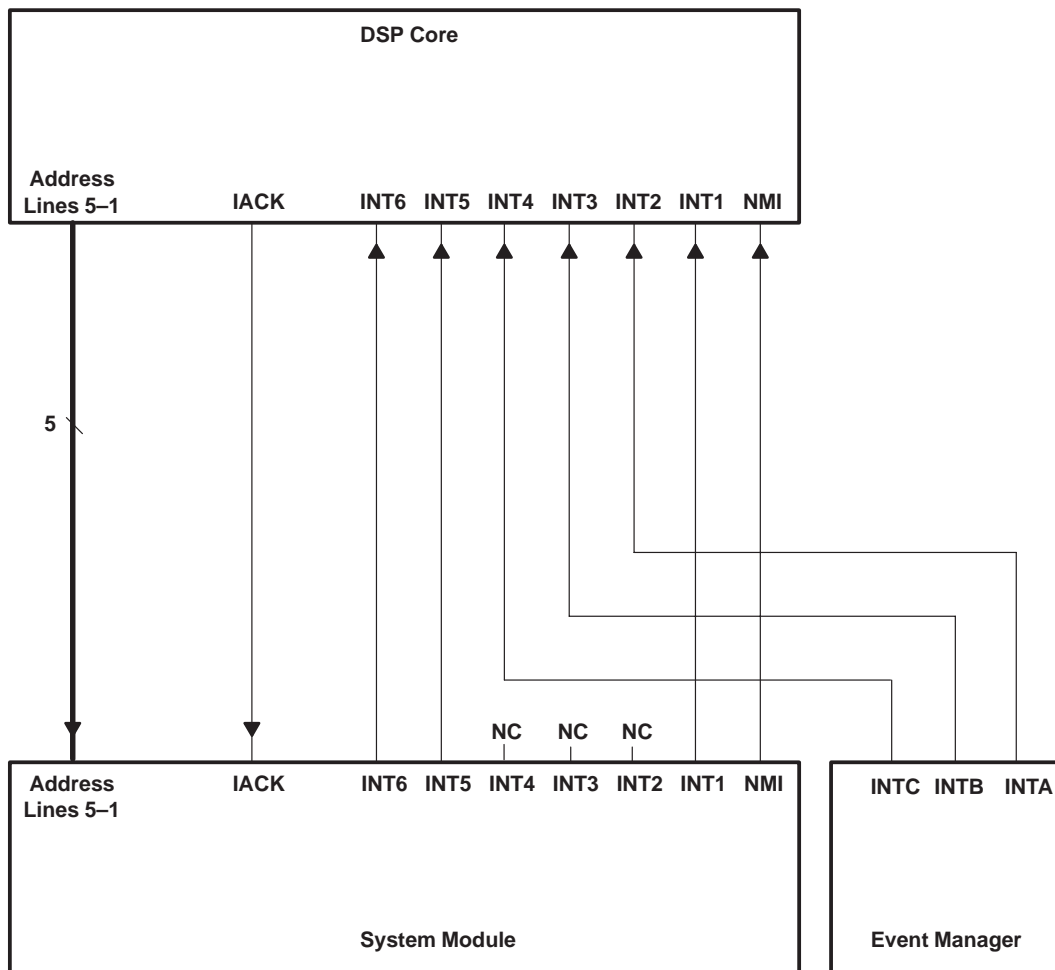 DSP Core
Address
Lines 5–1
IACK
INT6
INT5
INT4
INT3
INT2
INT1
NMI
5
NC
NC
NC
Address
Lines 5–1
IACK
INT6
INT5
INT4
INT3
INT2
INT1
NMI
INTC
INTB
INTA
System Module
Event Manager